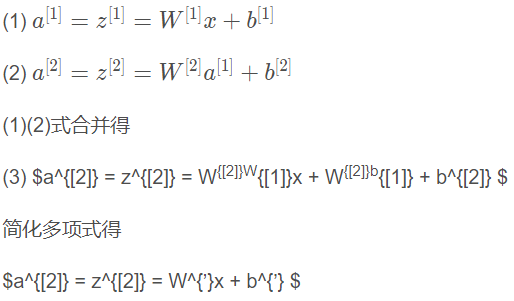 (1) $a^{[1]} = z^{[1]} = W^{[1]}x + b^{[1]}$
(2) $a^{[2]} = z^{[2]} = W^{[2]}a^{[1]} + b^{[2]}$
(1)(2)式合并得
(3) $a^{[2]} = z^{[2]} = W^{[2]}W^{[1]}x + W^{[2]}b^{[1]} + b^{[2]} $
简化多项式得
$a^{[2]} = z^{[2]} = W^{’}x + b^{’} $